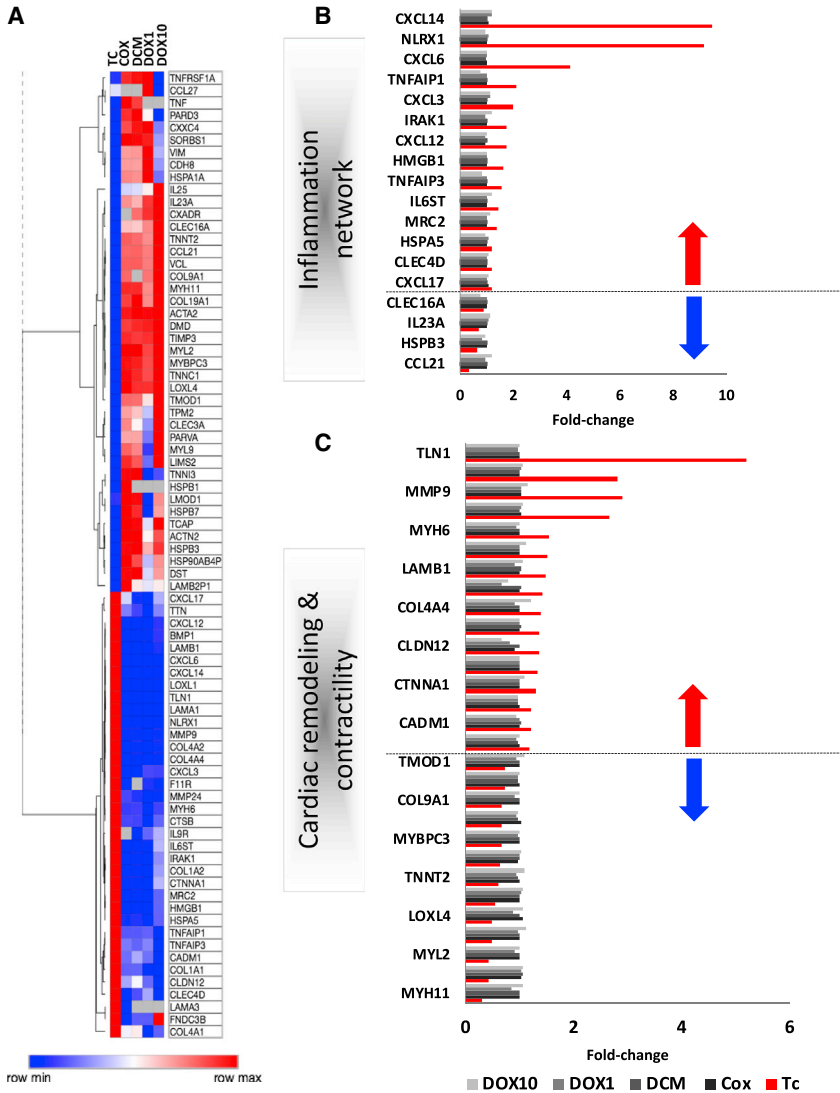 A
TC
COX
DCM
DOX1
DOX10
TNFRSF1A
CCL27
TNF
PARD3
CXXC4
SORBS1
VIM
CDH8
HSPA1A
IL25
IL23A
CXADR
CLEC16A
TNNT2
CCL21
VCL
COL9A1
MYH11
COL19A1
ACTA2
DMD
TIMP3
MYL2
MYBPC3
TNNC1
LOXL4
TMOD1
TPM2
CLEC3A
PARVA
MYL9
LIMS2
TNNI3
HSPB1
LMOD1
HSPB7
TCAP
ACTN2
HSPB3
HSP90AB4P
DST
LAMB2P1
CXCL17
TTN
CXCL12
BMP1
LAMB1
CXCL6
CXCL14
LOXL1
TLN1
LAMA1
NLRX1
MMP9
COL4A2
COL4A4
CXCL3
F11R
MMP24
MYH6
CTSB
IL9R
IL6ST
IRAK1
COL1A2
CTNNA1
MRC2
HMGB1
HSPA5
TNFAIP1
TNFAIP3
CADM1
COL1A1
CLDN12
CLEC4D
LAMA3
FNDC3B
COL4A1
row min
row max
B
Inflammation
network
CXCL14
NLRX1
CXCL6
TNFAIP1
CXCL3
IRAK1
CXCL12
HMGB1
TNFAIP3
IL6ST
MRC2
HSPA5
CLEC4D
CXCL17
CLEC16A
IL23A
HSPB3
CCL21
0 2 4 6 8 10
Fold-change
C
Cardiac remodeling &
contractility
TLN1
MMP9
MYH6
LAMB1
COL4A4
CLDN12
CTNNA1
CADM1
TMOD1
COL9A1
MYBPC3
TNNT2
LOXL4
MYL2
MYH11
0 2 4 6
Fold-change
DOX10 DOX1 DCM Cox Tc